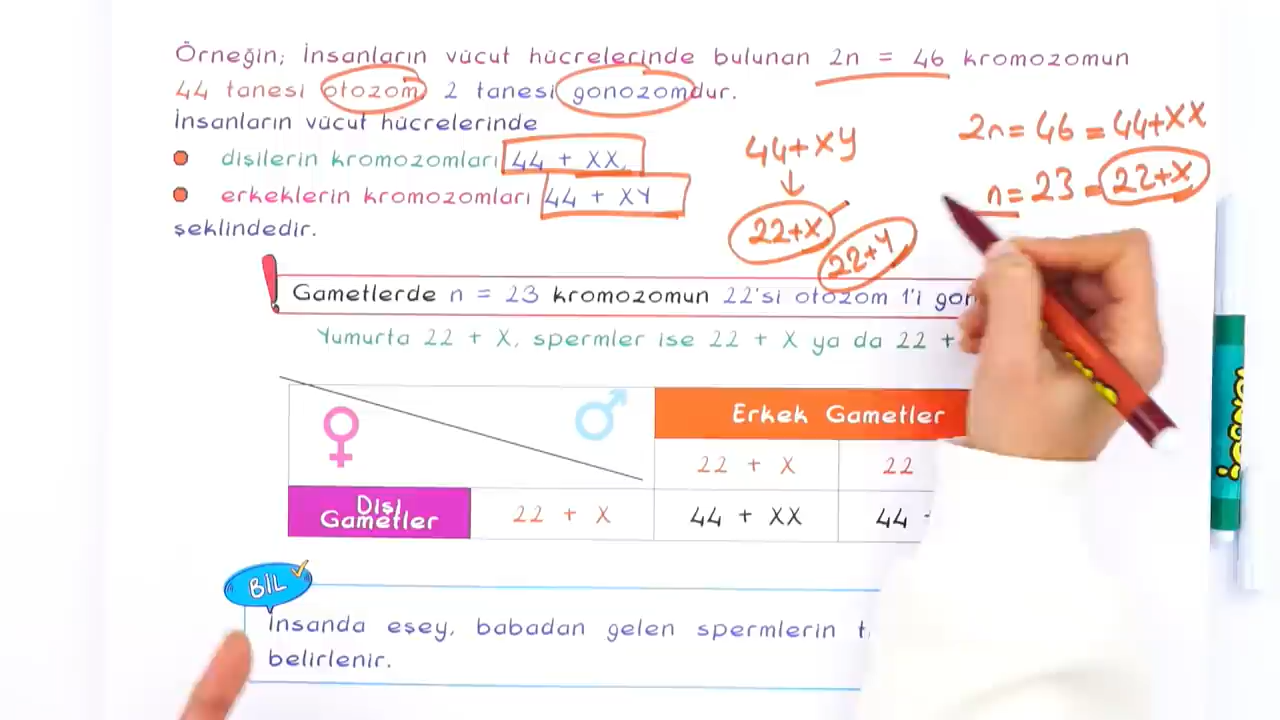 Örneğin; İnsanların vücut hücrelerinde bulunan 2n = 46 kromozomun
44 tanesi otozom, 2 tanesi gonozomdur.
İnsanların vücut hücrelerinde
dişilerin kromozomları 44 + XX,
erkeklerin kromozomları 44 + XY
şeklindedir.
44+XY
22+X
22+Y
2n = 46 = 44+XX
n = 23 = 22+X
Gametlerde n = 23 kromozomun 22'si otozom 1'i
Yumurta 22 + X, spermler ise 22 + X ya da 22 +
Erkek Gametler
22 + X 22
Dişi Gametler 22 + X 44 + XX 44
BİL
İnsanda eşey, babadan gelen spermlerin
belirlenir.